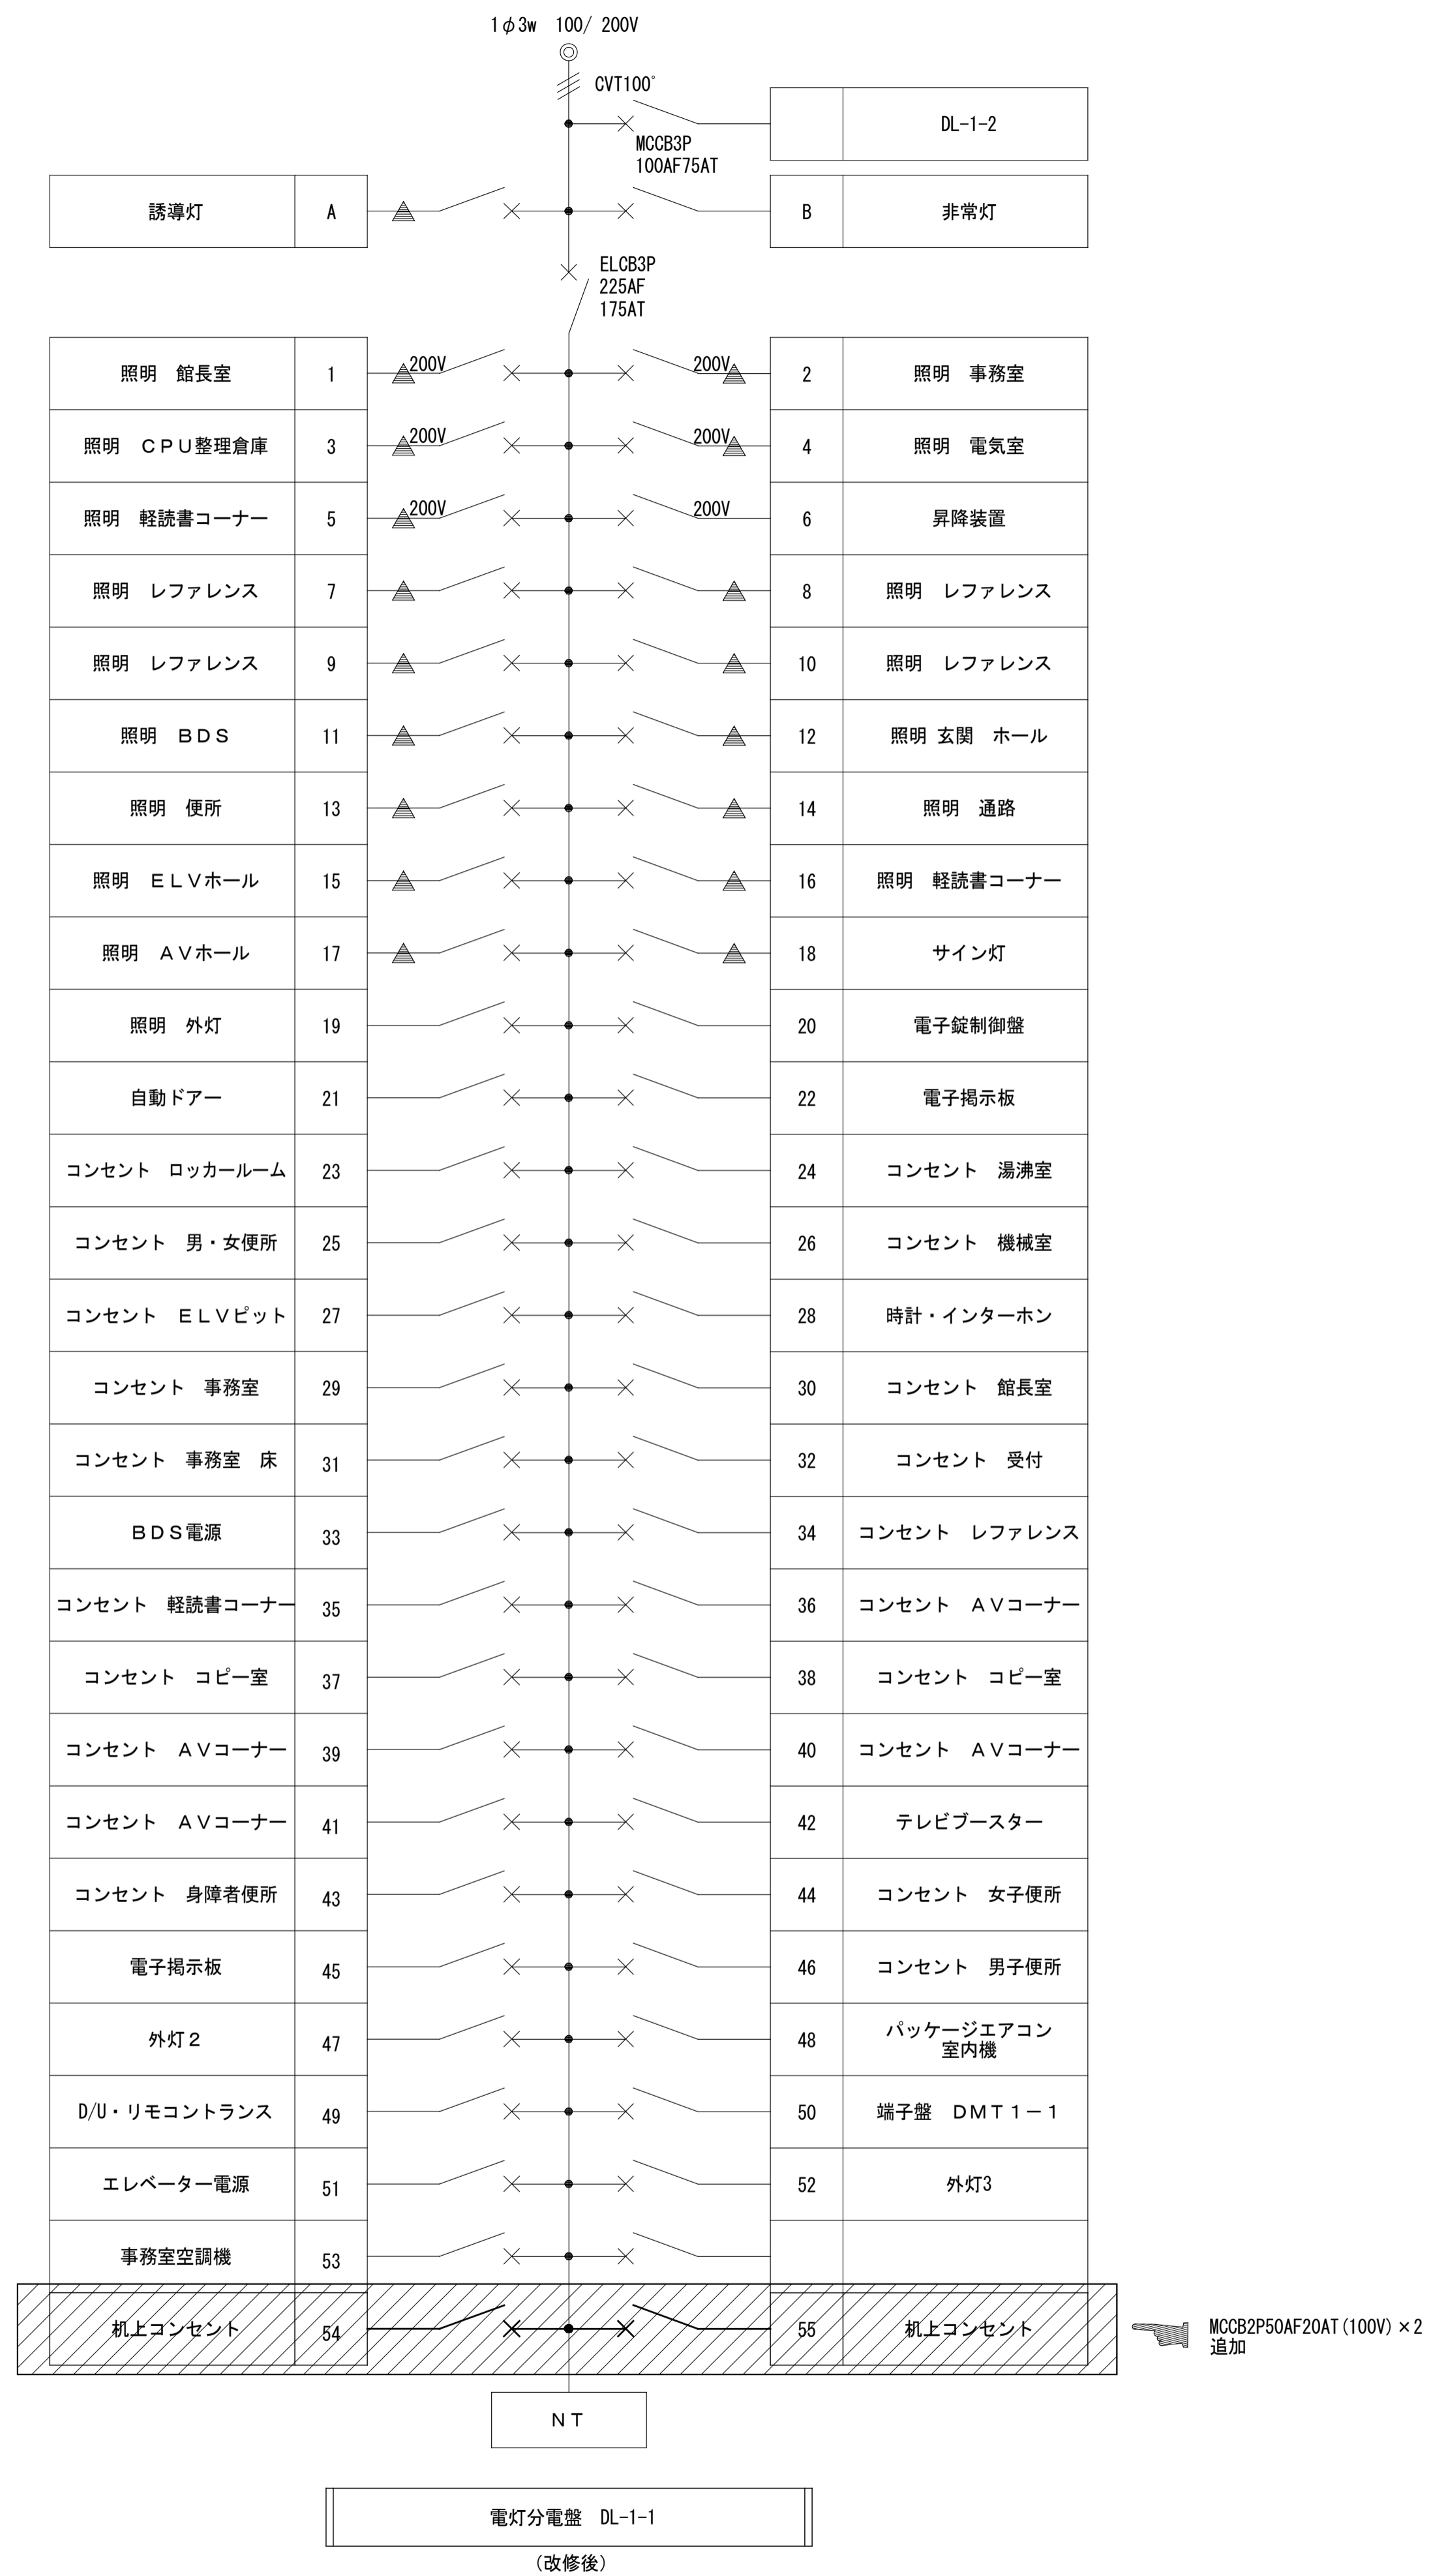 1φ3w　100/ 200V
CVT100°
DL-1-2
MCCB3P
100AF75AT
誘導灯　A　B　非常灯
ELCB3P
225AF
175AT
照明　館長室　1　200V　200V　2　照明　事務室
照明　ＣＰＵ整理倉庫　3　200V　200V　4　照明　電気室
照明　軽読書コーナー　5　200V　200V　6　昇降装置
照明　レファレンス　7　8　照明　レファレンス
照明　レファレンス　9　10　照明　レファレンス
照明　ＢＤＳ　11　12　照明 玄関　ホール
照明　便所　13　14　照明　通路
照明　ＥＬＶホール　15　16　照明　軽読書コーナー
照明　ＡＶホール　17　18　サイン灯
照明　外灯　19　20　電子錠制御盤
自動ドアー　21　22　電子掲示板
コンセント　ロッカールーム　23　24　コンセント　湯沸室
コンセント　男・女便所　25　26　コンセント　機械室
コンセント　ＥＬＶピット　27　28　時計・インターホン
コンセント　事務室　29　30　コンセント　館長室
コンセント　事務室　床　31　32　コンセント　受付
ＢＤＳ電源　33　34　コンセント　レファレンス
コンセント　軽読書コーナー　35　36　コンセント　ＡＶコーナー
コンセント　コピー室　37　38　コンセント　コピー室
コンセント　ＡＶコーナー　39　40　コンセント　ＡＶコーナー
コンセント　ＡＶコーナー　41　42　テレビブースター
コンセント　身障者便所　43　44　コンセント　女子便所
電子掲示板　45　46　コンセント　男子便所
外灯２　47　48　パッケージエアコン
室内機
D/U・リモコントランス　49　50　端子盤　ＤＭＴ１－１
エレベーター電源　51　52　外灯3
事務室空調機　53
机上コンセント　54　55　机上コンセント
MCCB2P50AF20AT(100V)×2
追加
ＮＴ
電灯分電盤　DL-1-1
(改修後)